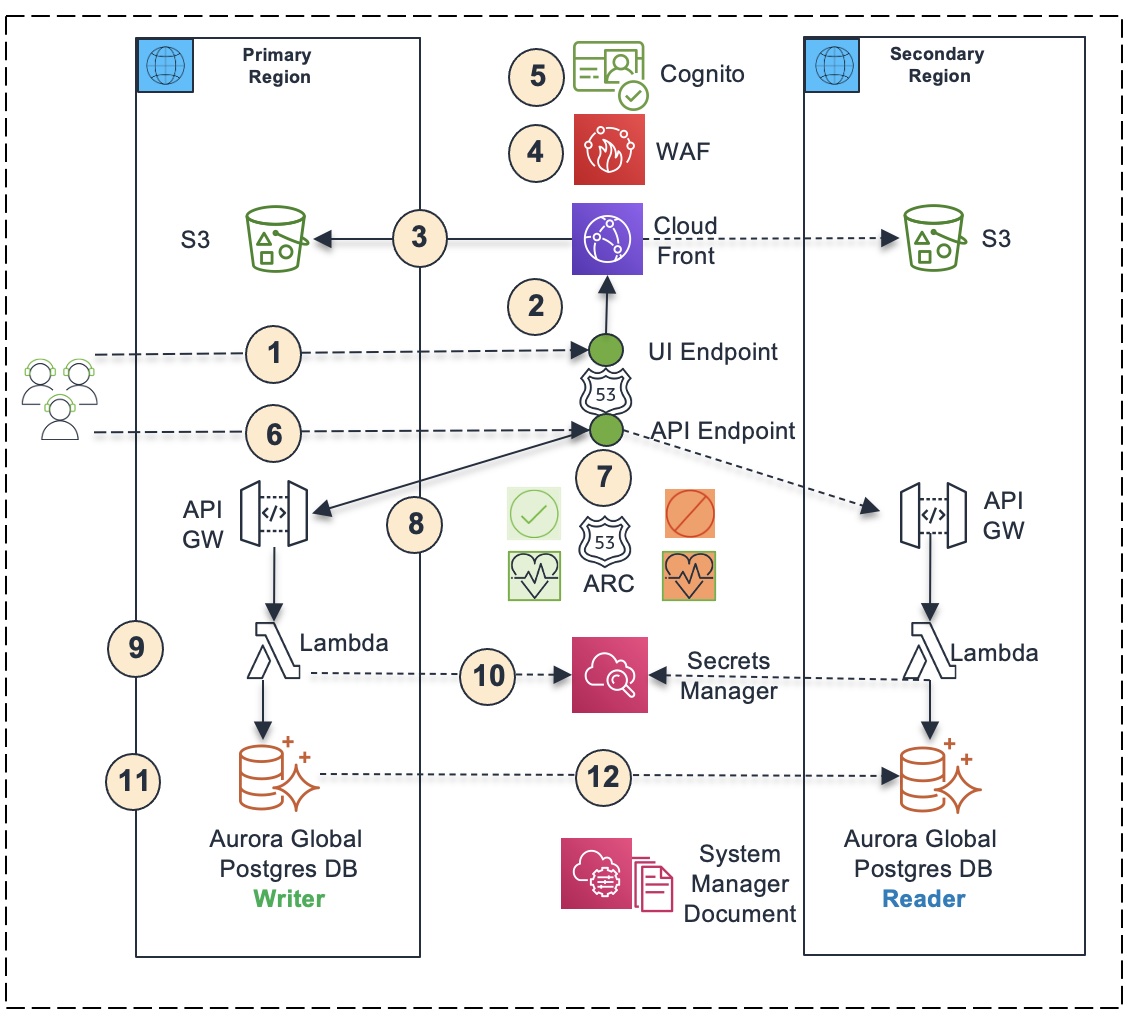 Primary
Region
5
Cognito
Secondary
Region
4
WAF
S3
3
Cloud
Front
S3
2
1
UI Endpoint
53
6
API Endpoint
7
API
GW
8
53
ARC
API
GW
9
Lambda
10
Secrets
Manager
Lambda
11
12
Aurora Global
Postgres DB
Writer
System
Manager
Document
Aurora Global
Postgres DB
Reader